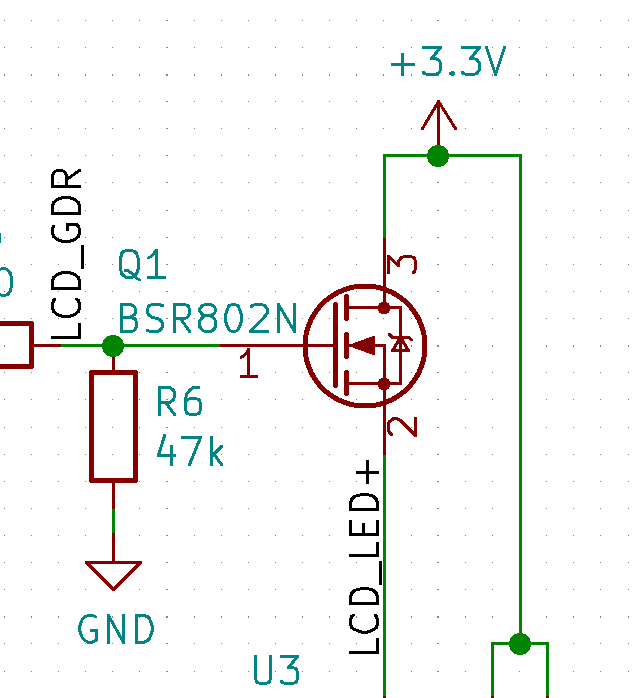 +3.3V
LCD_GDR
Q1
BSR802N
3
1
2
R6
47k
LCD_LED+
GND
U3